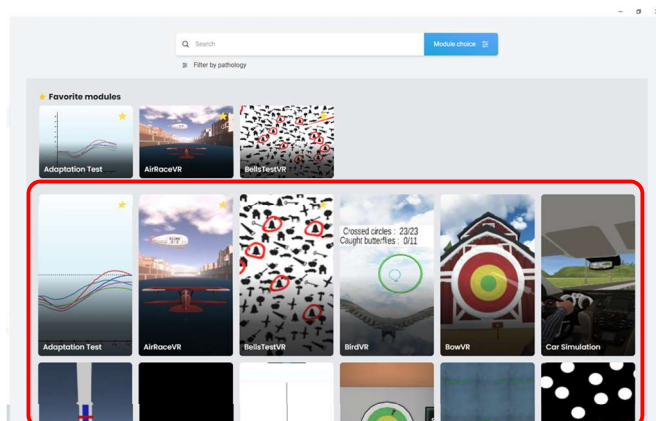 Search
Module choice
Filter by pathology
Favorite modules
Adaptation Test
AirRaceVR
BellsTestVR
Crossed circles : 23/23
Caught butterflies : 0/11
Adaptation Test
AirRaceVR
BellsTestVR
BirdVR
BowVR
Car Simulation